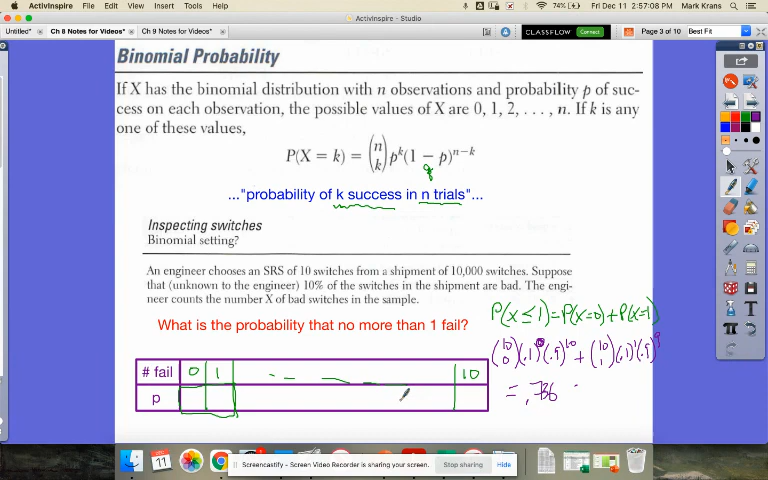 ActivInspire File Edit View Insert Tools Help 74% Fri Dec 11 2:57:08 PM Mark Krans
ActivInspire - Studio
Untitled* Ch 8 Notes for Videos* Ch 9 Notes for Videos* CLASSFLOW Connect Page 3 of 10 Best Fit
Binomial Probability
If X has the binomial distribution with n observations and probability p of suc-
cess on each observation, the possible values of X are 0, 1, 2, . . . , n. If k is any
one of these values,
P(X = k) = (n k) p^k (1 – p)^n–k
q
..."probability of k success in n trials"...
Inspecting switches
Binomial setting?
An engineer chooses an SRS of 10 switches from a shipment of 10,000 switches. Suppose
that (unknown to the engineer) 10% of the switches in the shipment are bad. The engi-
neer counts the number X of bad switches in the sample.
What is the probability that no more than 1 fail?
P(X ≤ 1) = P(X=0) + P(X=1)
(10 0)(.1)^0(.9)^10 + (10 1)(.1)^1(.9)^9
= .736
# fail 0 1 10
p
DEC 11
Screencastify - Screen Video Recorder is sharing your screen. Stop sharing Hide